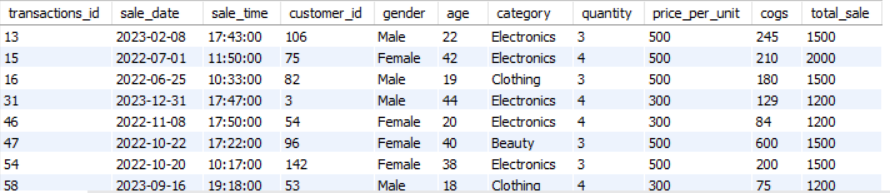 transactions_id sale_date sale_time customer_id gender age category quantity price_per_unit cogs total_sale
13 2023-02-08 17:43:00 106 Male 22 Electronics 3 500 245 1500
15 2022-07-01 11:50:00 75 Female 42 Electronics 4 500 210 2000
16 2022-06-25 10:33:00 82 Male 19 Clothing 3 500 180 1500
31 2023-12-31 17:47:00 3 Male 44 Electronics 4 300 129 1200
46 2022-11-08 17:50:00 54 Female 20 Electronics 4 300 84 1200
47 2022-10-22 17:22:00 96 Female 40 Beauty 3 500 600 1500
54 2022-10-20 10:17:00 142 Female 38 Electronics 3 500 200 1500
58 2023-09-16 19:18:00 53 Male 18 Clothing 4 300 75 1200